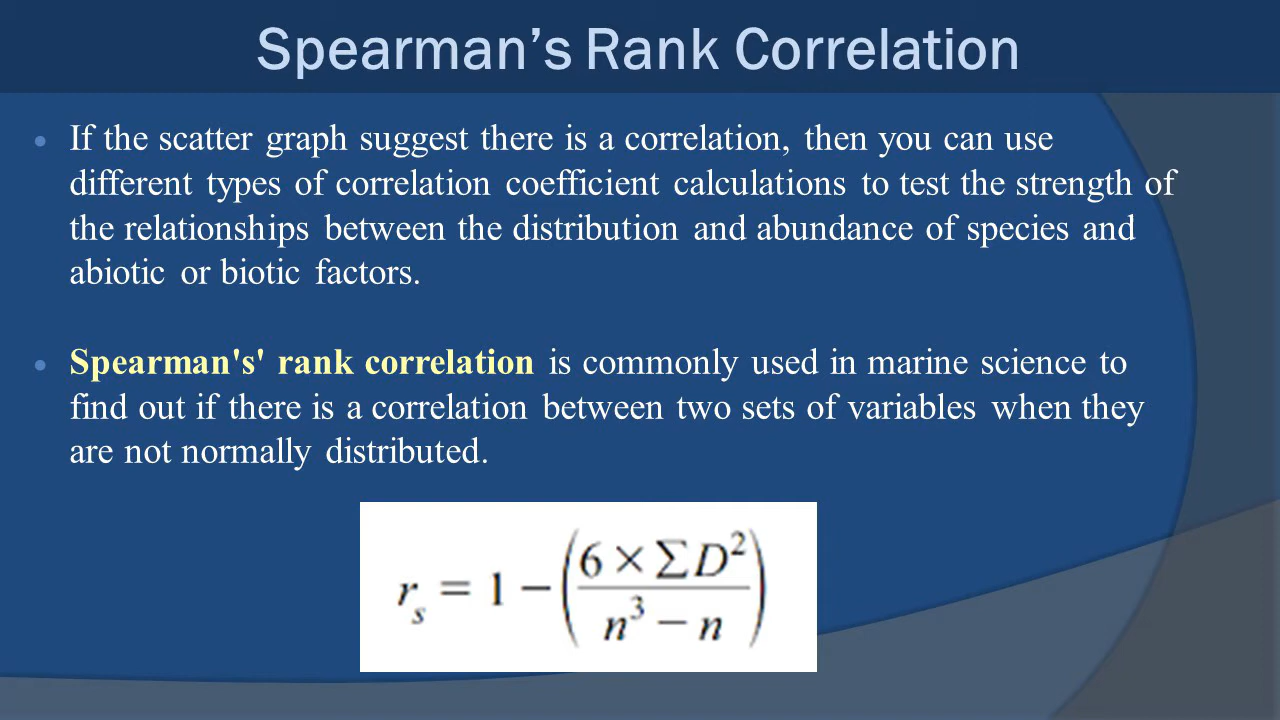 Spearman’s Rank Correlation
• If the scatter graph suggest there is a correlation, then you can use
different types of correlation coefficient calculations to test the strength of
the relationships between the distribution and abundance of species and
abiotic or biotic factors.
• Spearman's' rank correlation is commonly used in marine science to
find out if there is a correlation between two sets of variables when they
are not normally distributed.
r_s = 1 − (6 × ΣD² / n³ − n)